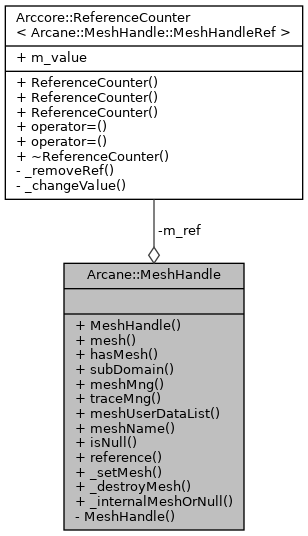 Arccore::ReferenceCounter
< Arcane::MeshHandle::MeshHandleRef >
+ m_value
+ ReferenceCounter()
+ ReferenceCounter()
+ ReferenceCounter()
+ operator=()
+ operator=()
+ ~ReferenceCounter()
- _removeRef()
- _changeValue()
-m_ref
Arcane::MeshHandle
+ MeshHandle()
+ mesh()
+ hasMesh()
+ subDomain()
+ meshMng()
+ traceMng()
+ meshUserDataList()
+ meshName()
+ isNull()
+ reference()
+ _setMesh()
+ _destroyMesh()
+ _internalMeshOrNull()
- MeshHandle()